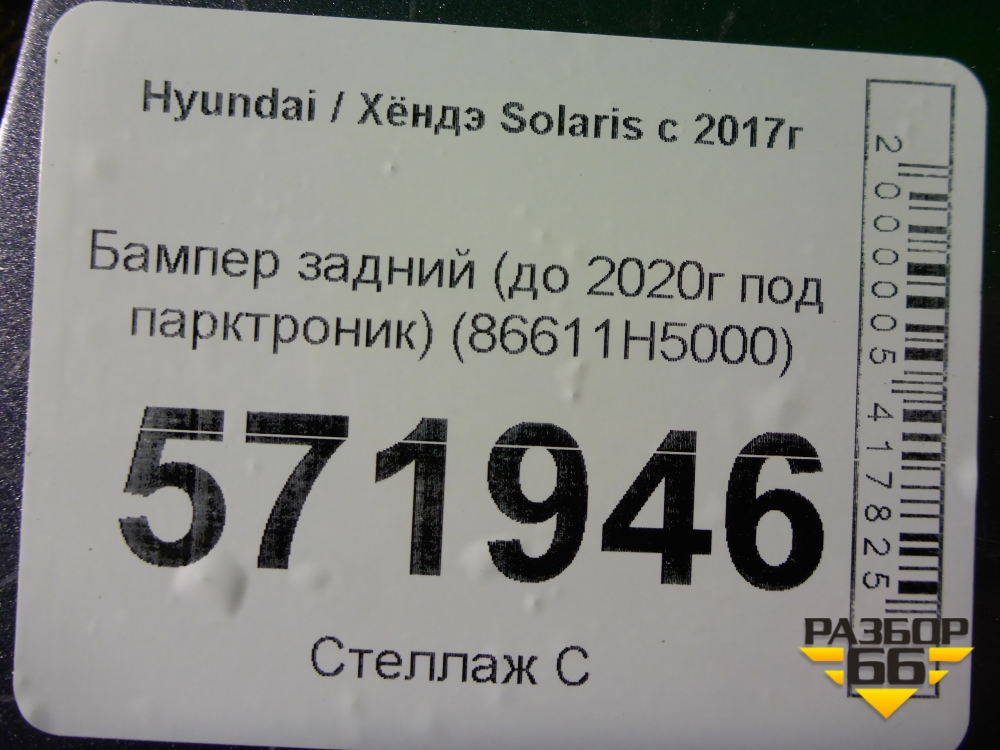 Hyundai / Хёндэ Solaris с 2017г
Бампер задний (до 2020г под
парктроник) (86611H5000)
571946
Стеллаж С
2000005417825
РАЗБОР
66